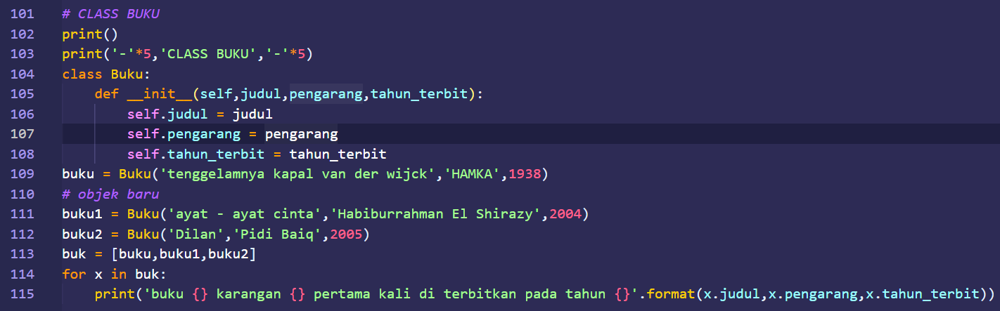 101 # CLASS BUKU
102 print()
103 print('-'*5,'CLASS BUKU','-'*5)
104 class Buku:
105     def __init__(self,judul,pengarang,tahun_terbit):
106         self.judul = judul
107         self.pengarang = pengarang
108         self.tahun_terbit = tahun_terbit
109 buku = Buku('tenggelamnya kapal van der wijck','HAMKA',1938)
110 # objek baru
111 buku1 = Buku('ayat - ayat cinta','Habiburrahman El Shirazy',2004)
112 buku2 = Buku('Dilan','Pidi Baiq',2005)
113 buk = [buku,buku1,buku2]
114 for x in buk:
115     print('buku {} karangan {} pertama kali di terbitkan pada tahun {}'.format(x.judul,x.pengarang,x.tahun_terbit))